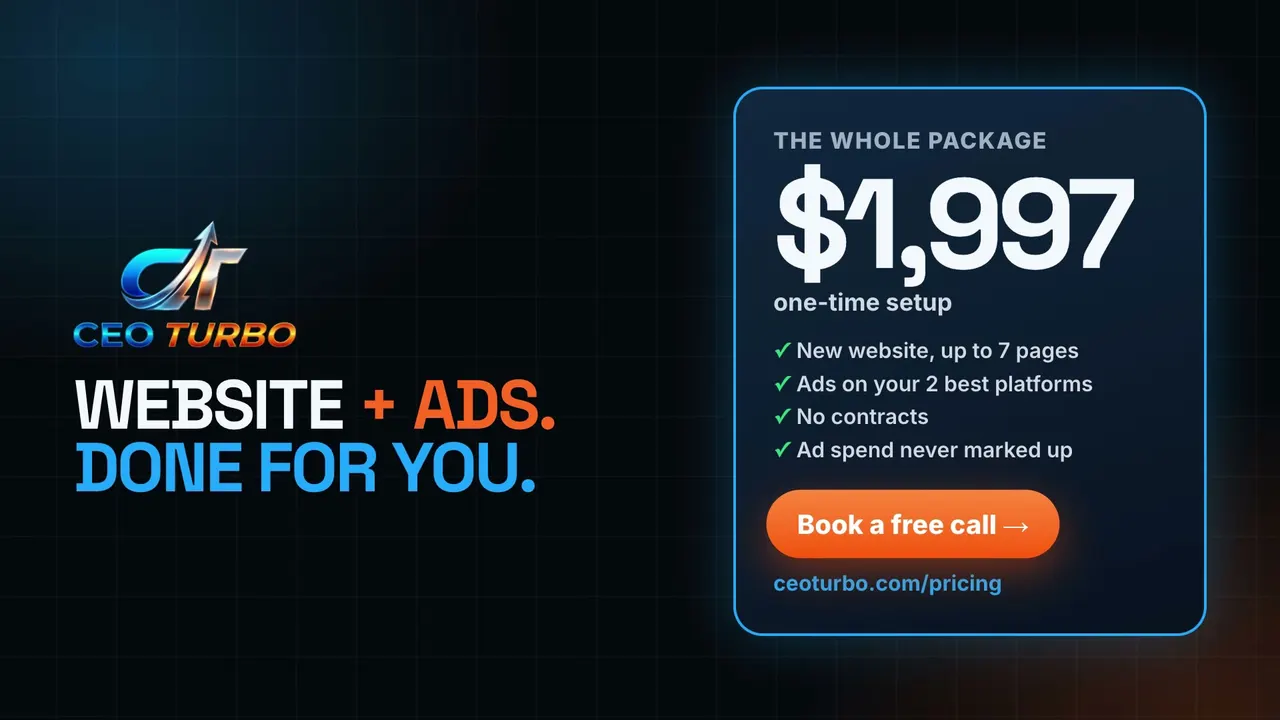 CEO TURBO
WEBSITE + ADS.
DONE FOR YOU.
THE WHOLE PACKAGE
$1,997
one-time setup
✓ New website, up to 7 pages
✓ Ads on your 2 best platforms
✓ No contracts
✓ Ad spend never marked up
Book a free call →
ceoturbo.com/pricing